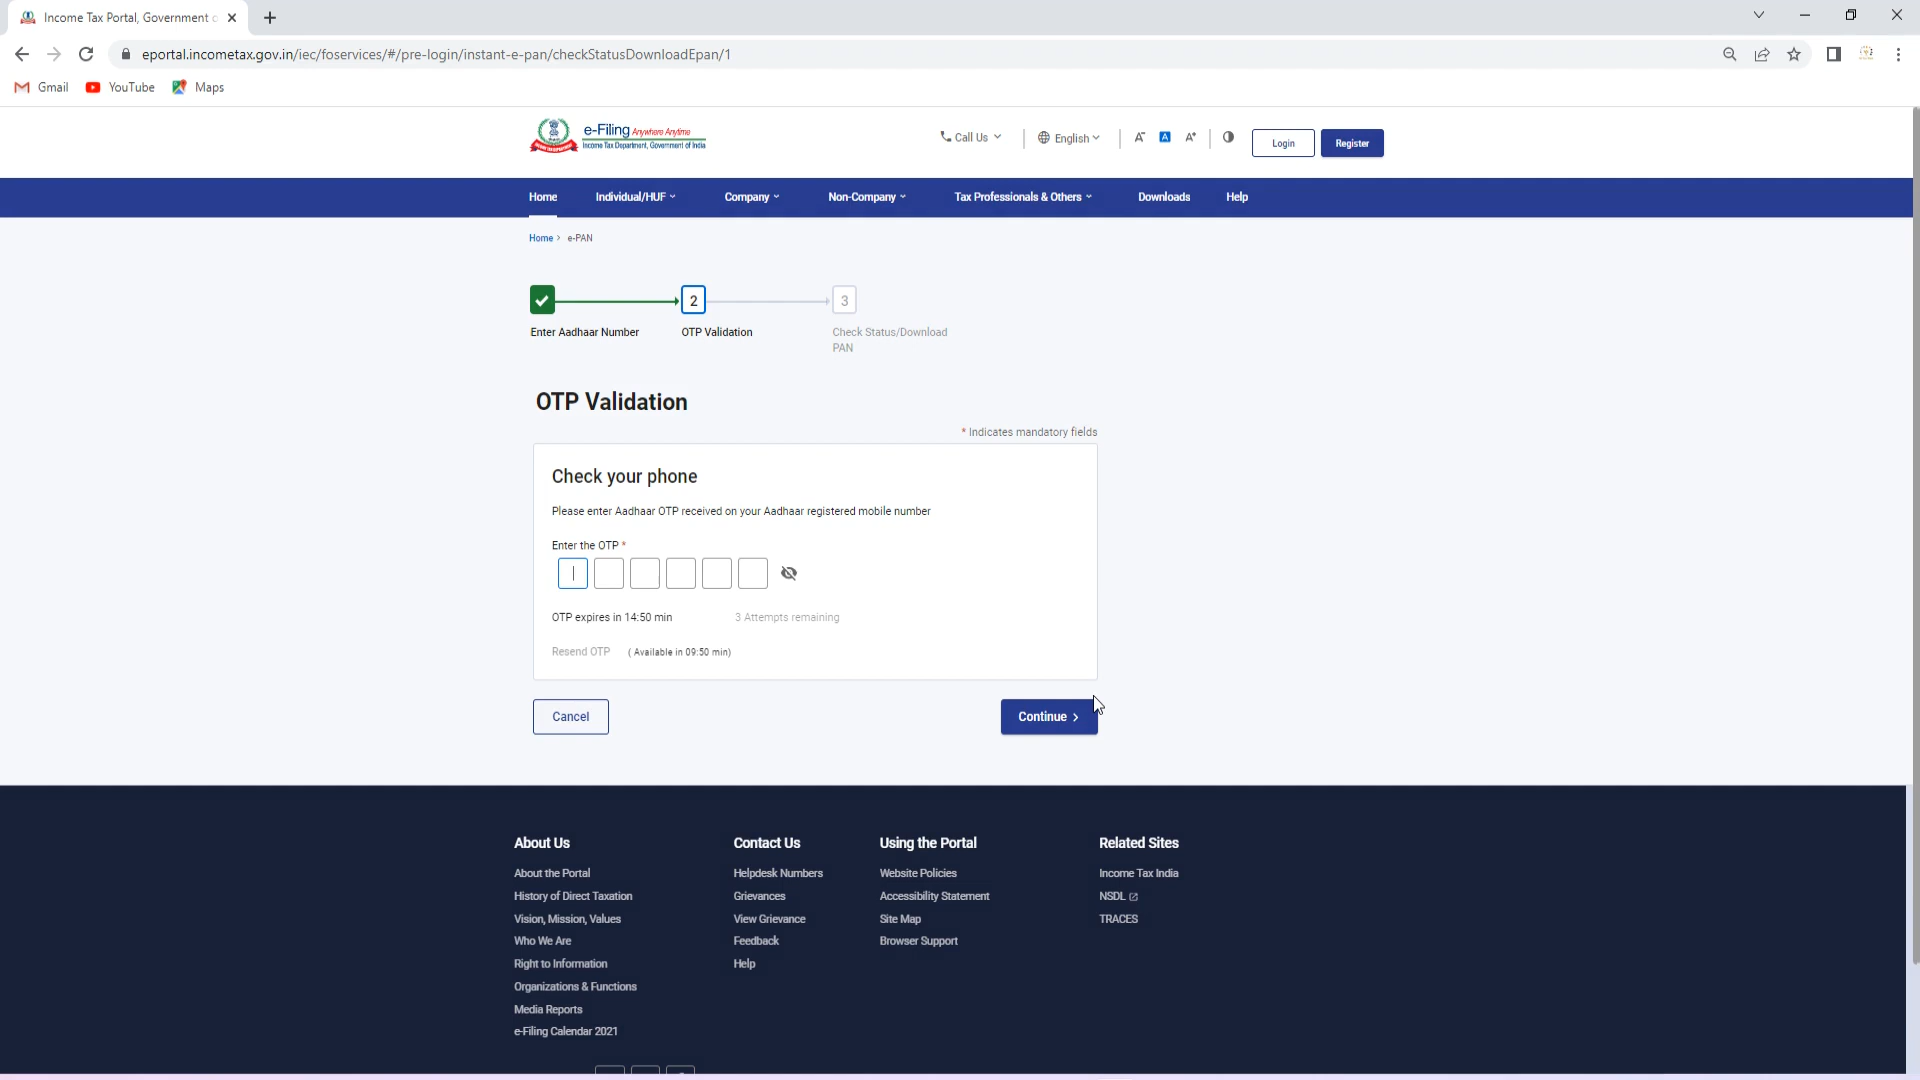 Income Tax Portal, Government o
eportal.incometax.gov.in/iec/foservices/#/pre-login/instant-e-pan/checkStatusDownloadEpan/1
Gmail YouTube Maps
e-Filing Anywhere Anytime
Income Tax Department, Government of India
Call Us English A- A A+ Login Register
Home Individual/HUF Company Non-Company Tax Professionals & Others Downloads Help
Home > e-PAN
2 3
Enter Aadhaar Number OTP Validation Check Status/Download
PAN
OTP Validation
* Indicates mandatory fields
Check your phone
Please enter Aadhaar OTP received on your Aadhaar registered mobile number
Enter the OTP *
OTP expires in 14:50 min 3 Attempts remaining
Resend OTP ( Available in 09:50 min)
Cancel Continue >
About Us Contact Us Using the Portal Related Sites
About the Portal Helpdesk Numbers Website Policies Income Tax India
History of Direct Taxation Grievances Accessibility Statement NSDL
Vision, Mission, Values View Grievance Site Map TRACES
Who We Are Feedback Browser Support
Right to Information Help
Organizations & Functions
Media Reports
e-Filing Calendar 2021